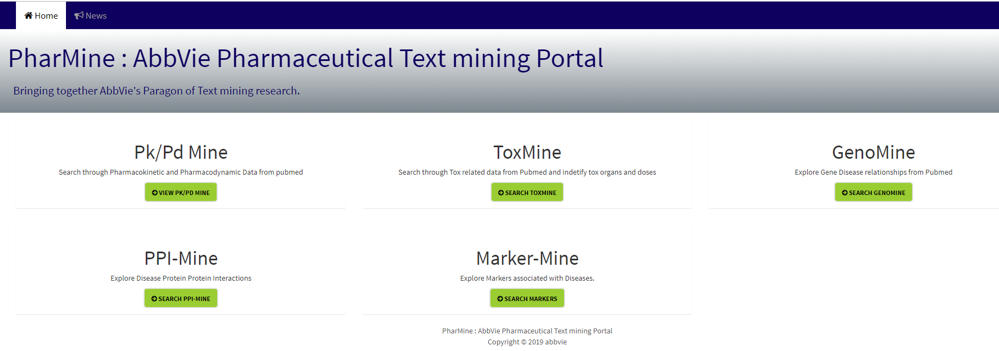 Home
News
PharMine : AbbVie Pharmaceutical Text mining Portal
Bringing together AbbVie's Paragon of Text mining research.
Pk/Pd Mine
Search through Pharmacokinetic and Pharmacodynamic Data from pubmed
VIEW PK/PD MINE
ToxMine
Search through Tox related data from Pubmed and indetify tox organs and doses
SEARCH TOXMINE
GenoMine
Explore Gene Disease relationships from Pubmed
SEARCH GENOMINE
PPI-Mine
Explore Disease Protein Protein Interactions
SEARCH PPI-MINE
Marker-Mine
Explore Markers associated with Diseases.
SEARCH MARKERS
PharMine : AbbVie Pharmaceutical Text mining Portal
Copyright © 2019 abbvie